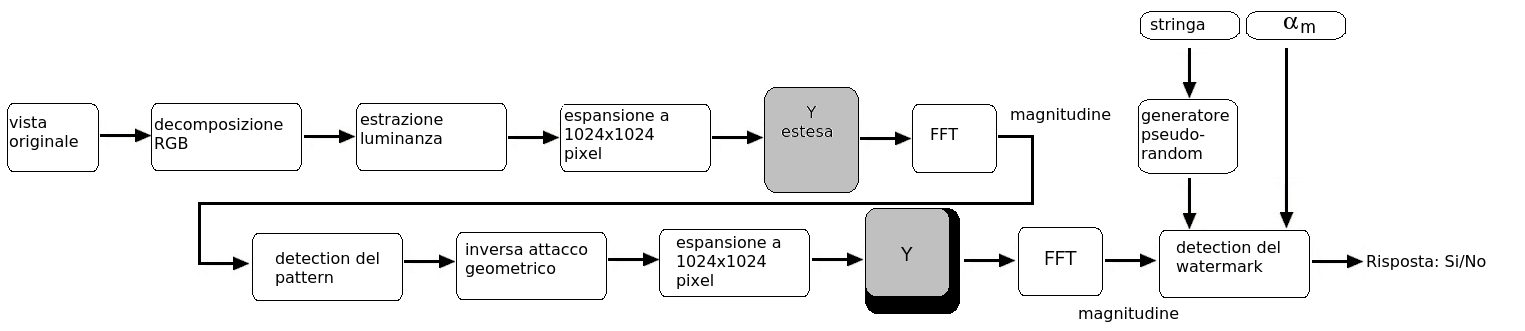 stringa
αm
vista
originale
decomposizione
RGB
estrazione
luminanza
espansione a
1024x1024
pixel
Y
estesa
FFT
magnitudine
generatore
pseudo-
random
detection del
pattern
inversa attacco
geometrico
espansione a
1024x1024
pixel
Y
FFT
magnitudine
detection del
watermark
Risposta: Si/No